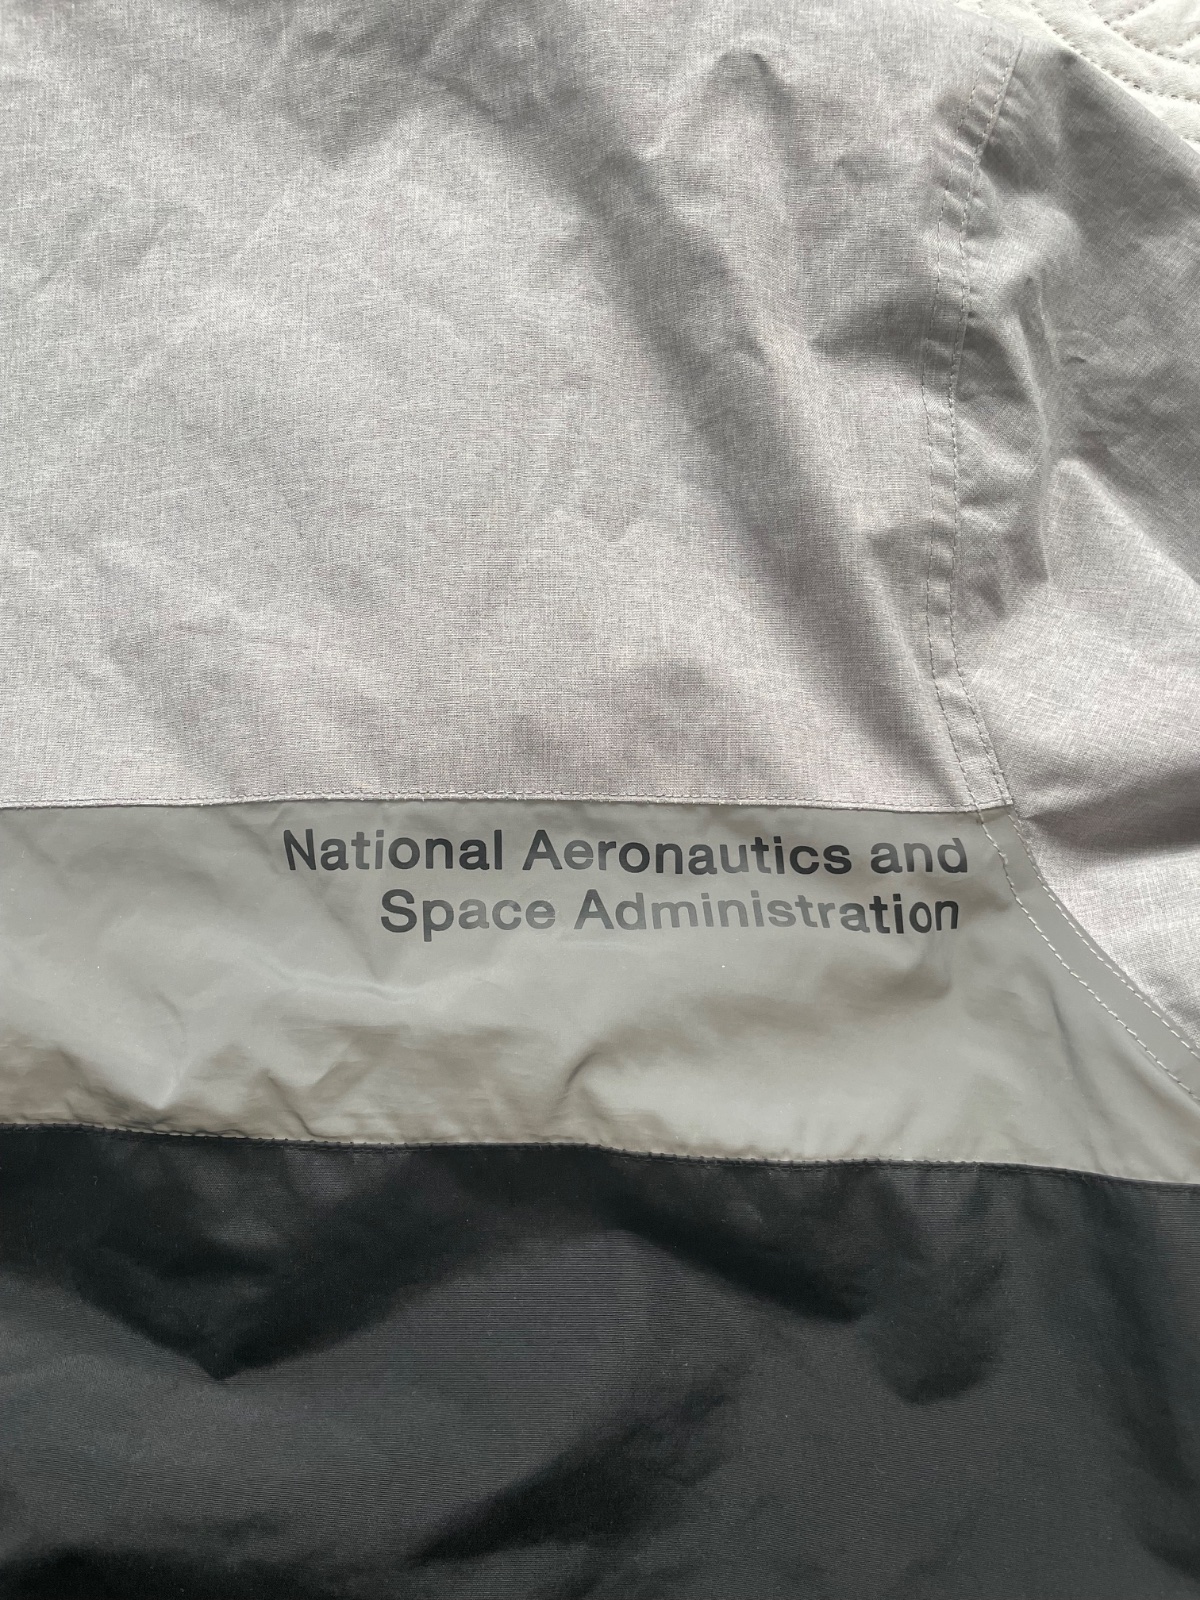 National Aeronautics and
Space Administration